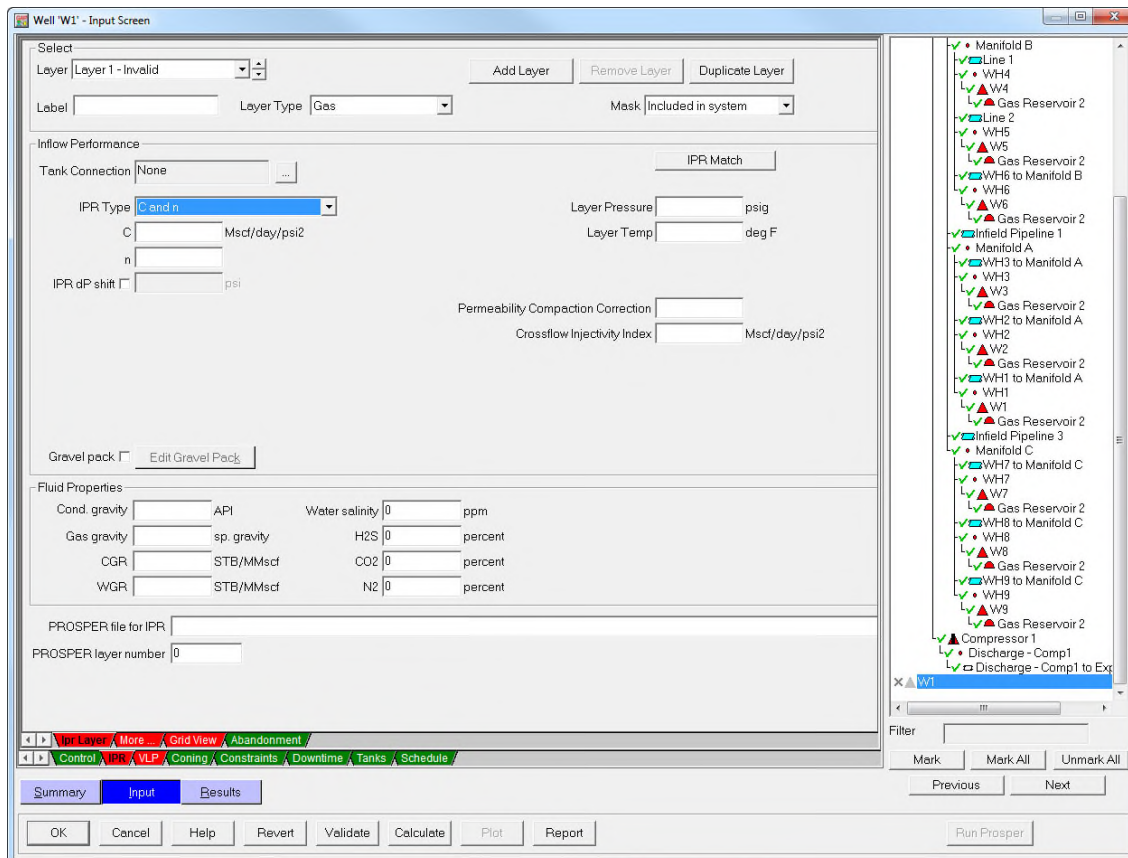 Well 'W1' - Input Screen
Select
Layer Layer 1 - Invalid Add Layer Remove Layer Duplicate Layer
Label Layer Type Gas Mask Included in system
Inflow Performance
Tank Connection None ... IPR Match
IPR Type C and n Layer Pressure psig
C Mscf/day/psi2 Layer Temp deg F
n
IPR dP shift psi
Permeability Compaction Correction
Crossflow Injectivity Index Mscf/day/psi2
Gravel pack Edit Gravel Pack
Fluid Properties
Cond. gravity API Water salinity 0 ppm
Gas gravity sp. gravity H2S 0 percent
CGR STB/MMscf CO2 0 percent
WGR STB/MMscf N2 0 percent
PROSPER file for IPR
PROSPER layer number 0
Ipr Layer More ... Grid View Abandonment
Control IPR VLP Coning Constraints Downtime Tanks Schedule
Summary Input Results
OK Cancel Help Revert Validate Calculate Plot Report Run Prosper
Manifold B
Line 1
WH4
W4
Gas Reservoir 2
Line 2
WH5
W5
Gas Reservoir 2
WH6 to Manifold B
WH6
W6
Gas Reservoir 2
Infield Pipeline 1
Manifold A
WH3 to Manifold A
WH3
W3
Gas Reservoir 2
WH2 to Manifold A
WH2
W2
Gas Reservoir 2
WH1 to Manifold A
WH1
W1
Gas Reservoir 2
Infield Pipeline 3
Manifold C
WH7 to Manifold C
WH7
W7
Gas Reservoir 2
WH8 to Manifold C
WH8
W8
Gas Reservoir 2
WH9 to Manifold C
WH9
W9
Gas Reservoir 2
Compressor 1
Discharge - Comp1
Discharge - Comp1 to Exp
W1
Filter
Mark Mark All Unmark All
Previous Next